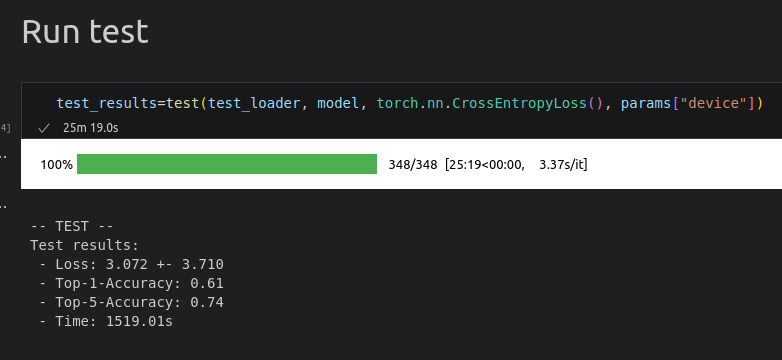 Run test
test_results=test(test_loader, model, torch.nn.CrossEntropyLoss(), params["device"])
4]
✓ 25m 19.0s
..
100% 348/348 [25:19<00:00, 3.37s/it]
..
-- TEST --
Test results:
- Loss: 3.072 +- 3.710
- Top-1-Accuracy: 0.61
- Top-5-Accuracy: 0.74
- Time: 1519.01s